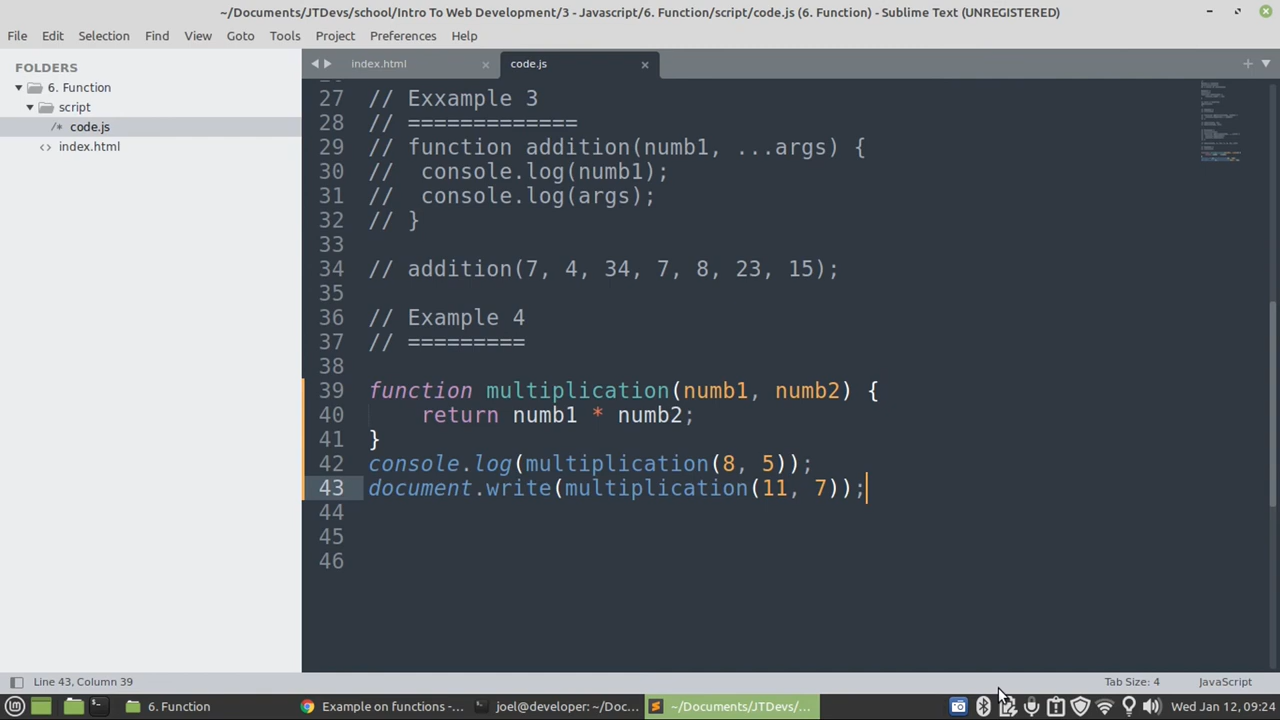 ~/Documents/JTDevs/school/Intro To Web Development/3 - Javascript/6. Function/script/code.js (6. Function) - Sublime Text (UNREGISTERED)
File Edit Selection Find View Goto Tools Project Preferences Help
FOLDERS
6. Function
script
/* code.js
<> index.html
index.html
code.js
27 // Exxample 3
28 // =============
29 // function addition(numb1, ...args) {
30 //  console.log(numb1);
31 //  console.log(args);
32 // }
33
34 // addition(7, 4, 34, 7, 8, 23, 15);
35
36 // Example 4
37 // =========
38
39 function multiplication(numb1, numb2) {
40     return numb1 * numb2;
41 }
42 console.log(multiplication(8, 5));
43 document.write(multiplication(11, 7));
44
45
46
Line 43, Column 39
Tab Size: 4
JavaScript
6. Function
Example on functions -...
joel@developer: ~/Doc...
~/Documents/JTDevs/...
Wed Jan 12, 09:24